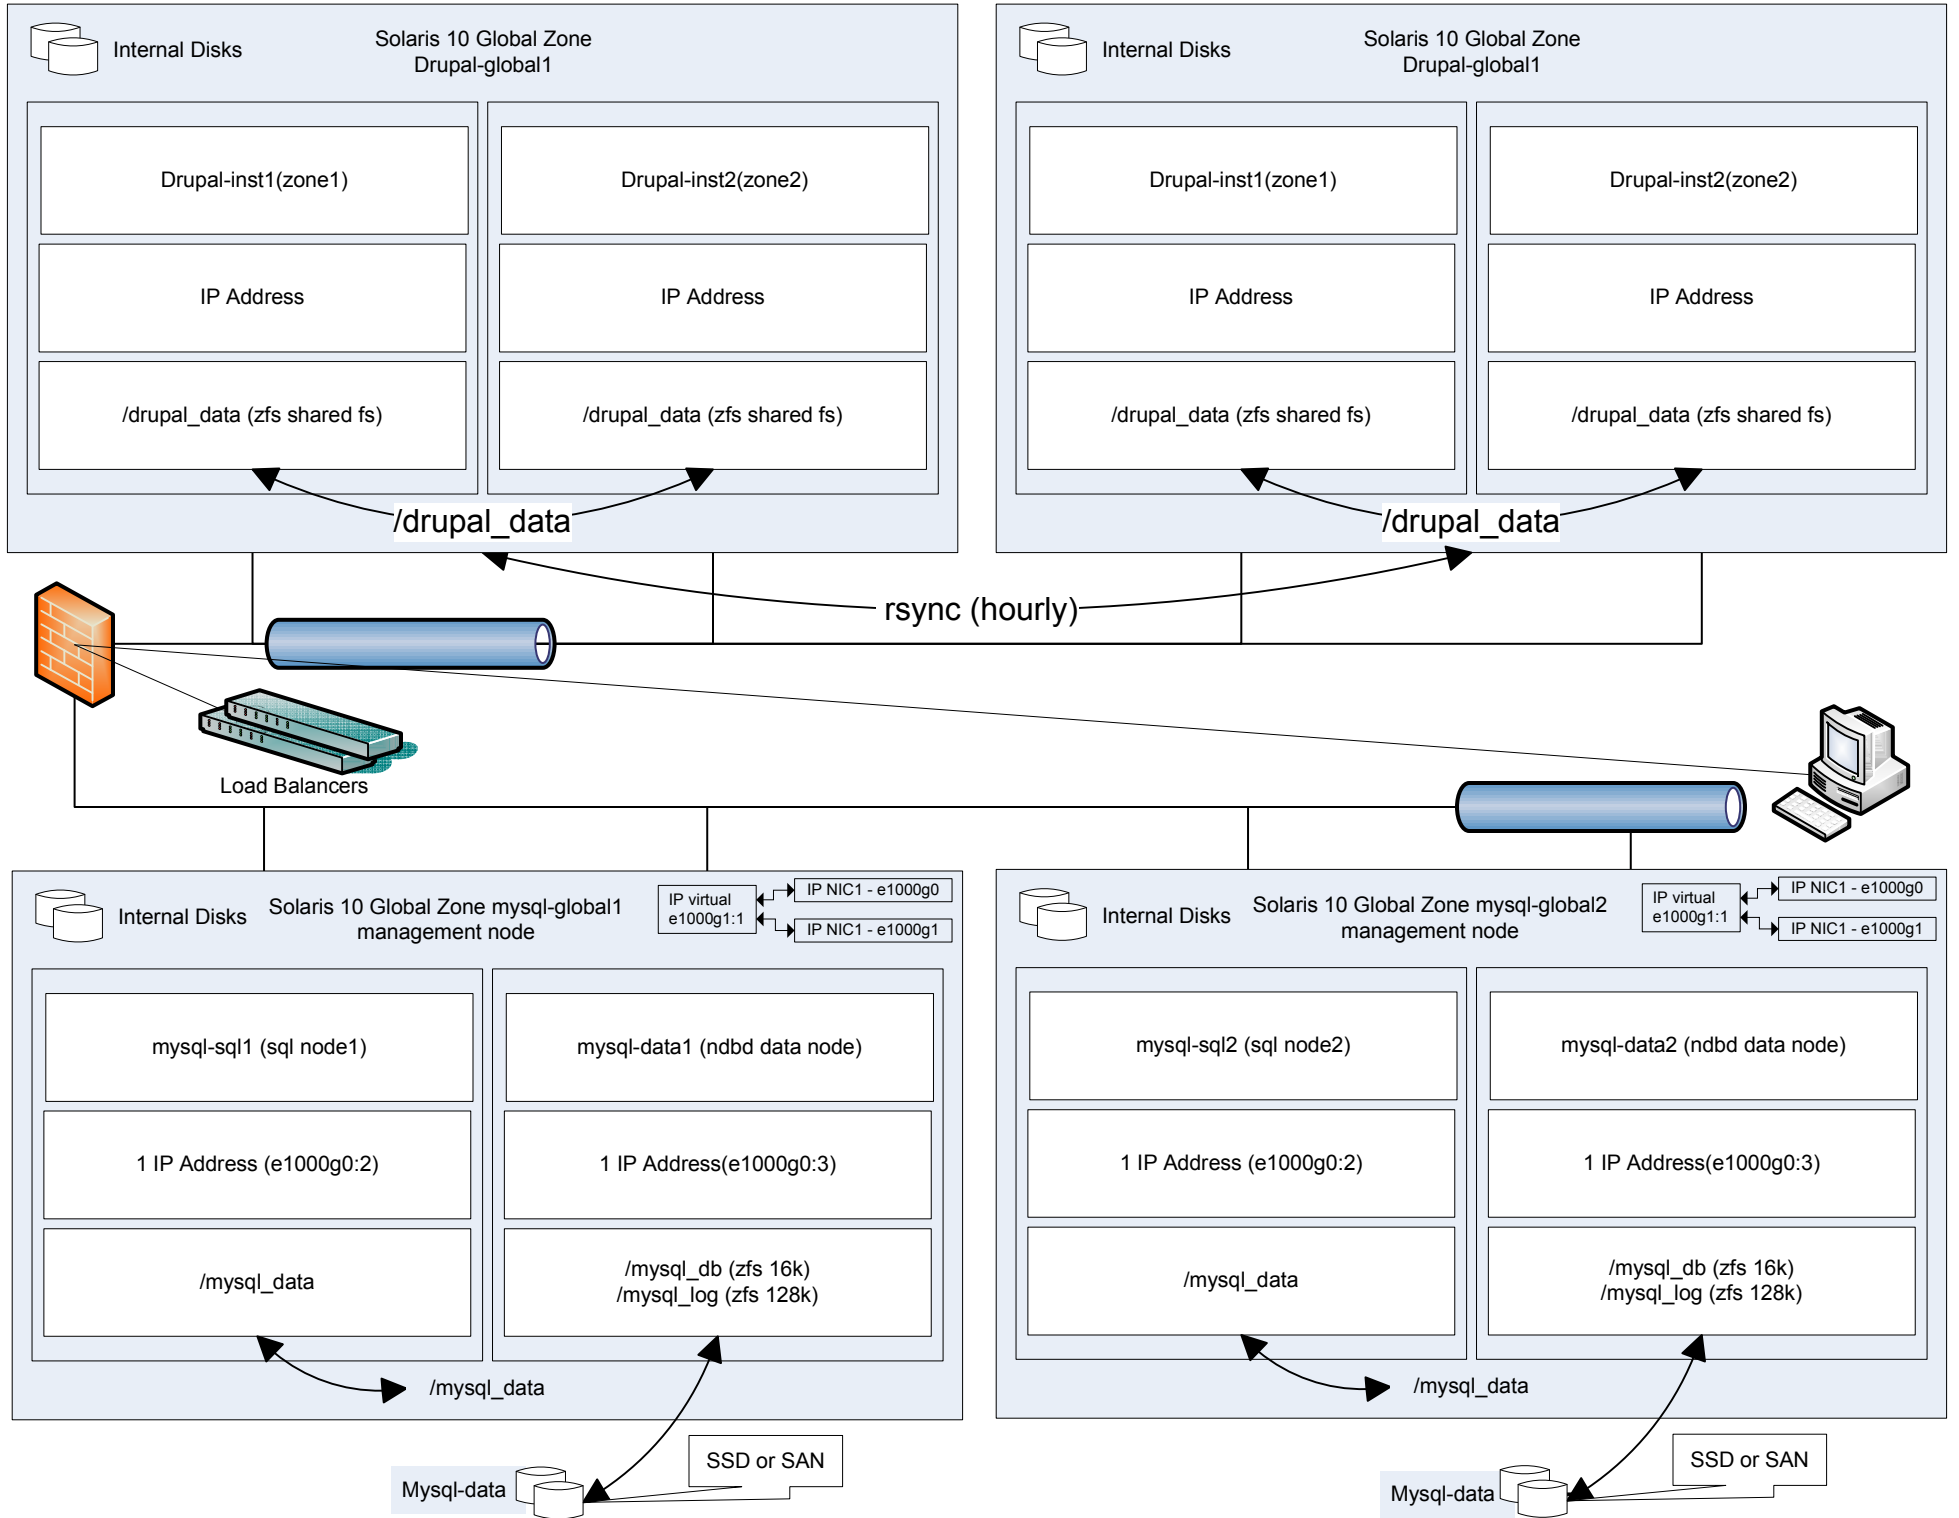 Internal Disks
Solaris 10 Global Zone
Drupal-global1
Drupal-inst1(zone1)
IP Address
/drupal_data (zfs shared fs)
Drupal-inst2(zone2)
IP Address
/drupal_data (zfs shared fs)
/drupal_data
Internal Disks
Solaris 10 Global Zone
Drupal-global1
Drupal-inst1(zone1)
IP Address
/drupal_data (zfs shared fs)
Drupal-inst2(zone2)
IP Address
/drupal_data (zfs shared fs)
/drupal_data
rsync (hourly)
Load Balancers
Internal Disks
Solaris 10 Global Zone mysql-global1
management node
IP virtual
e1000g1:1
IP NIC1 - e1000g0
IP NIC1 - e1000g1
mysql-sql1 (sql node1)
1 IP Address (e1000g0:2)
/mysql_data
mysql-data1 (ndbd data node)
1 IP Address(e1000g0:3)
/mysql_db (zfs 16k)
/mysql_log (zfs 128k)
/mysql_data
Mysql-data
SSD or SAN
Internal Disks
Solaris 10 Global Zone mysql-global2
management node
IP virtual
e1000g1:1
IP NIC1 - e1000g0
IP NIC1 - e1000g1
mysql-sql2 (sql node2)
1 IP Address (e1000g0:2)
/mysql_data
mysql-data2 (ndbd data node)
1 IP Address(e1000g0:3)
/mysql_db (zfs 16k)
/mysql_log (zfs 128k)
/mysql_data
Mysql-data
SSD or SAN